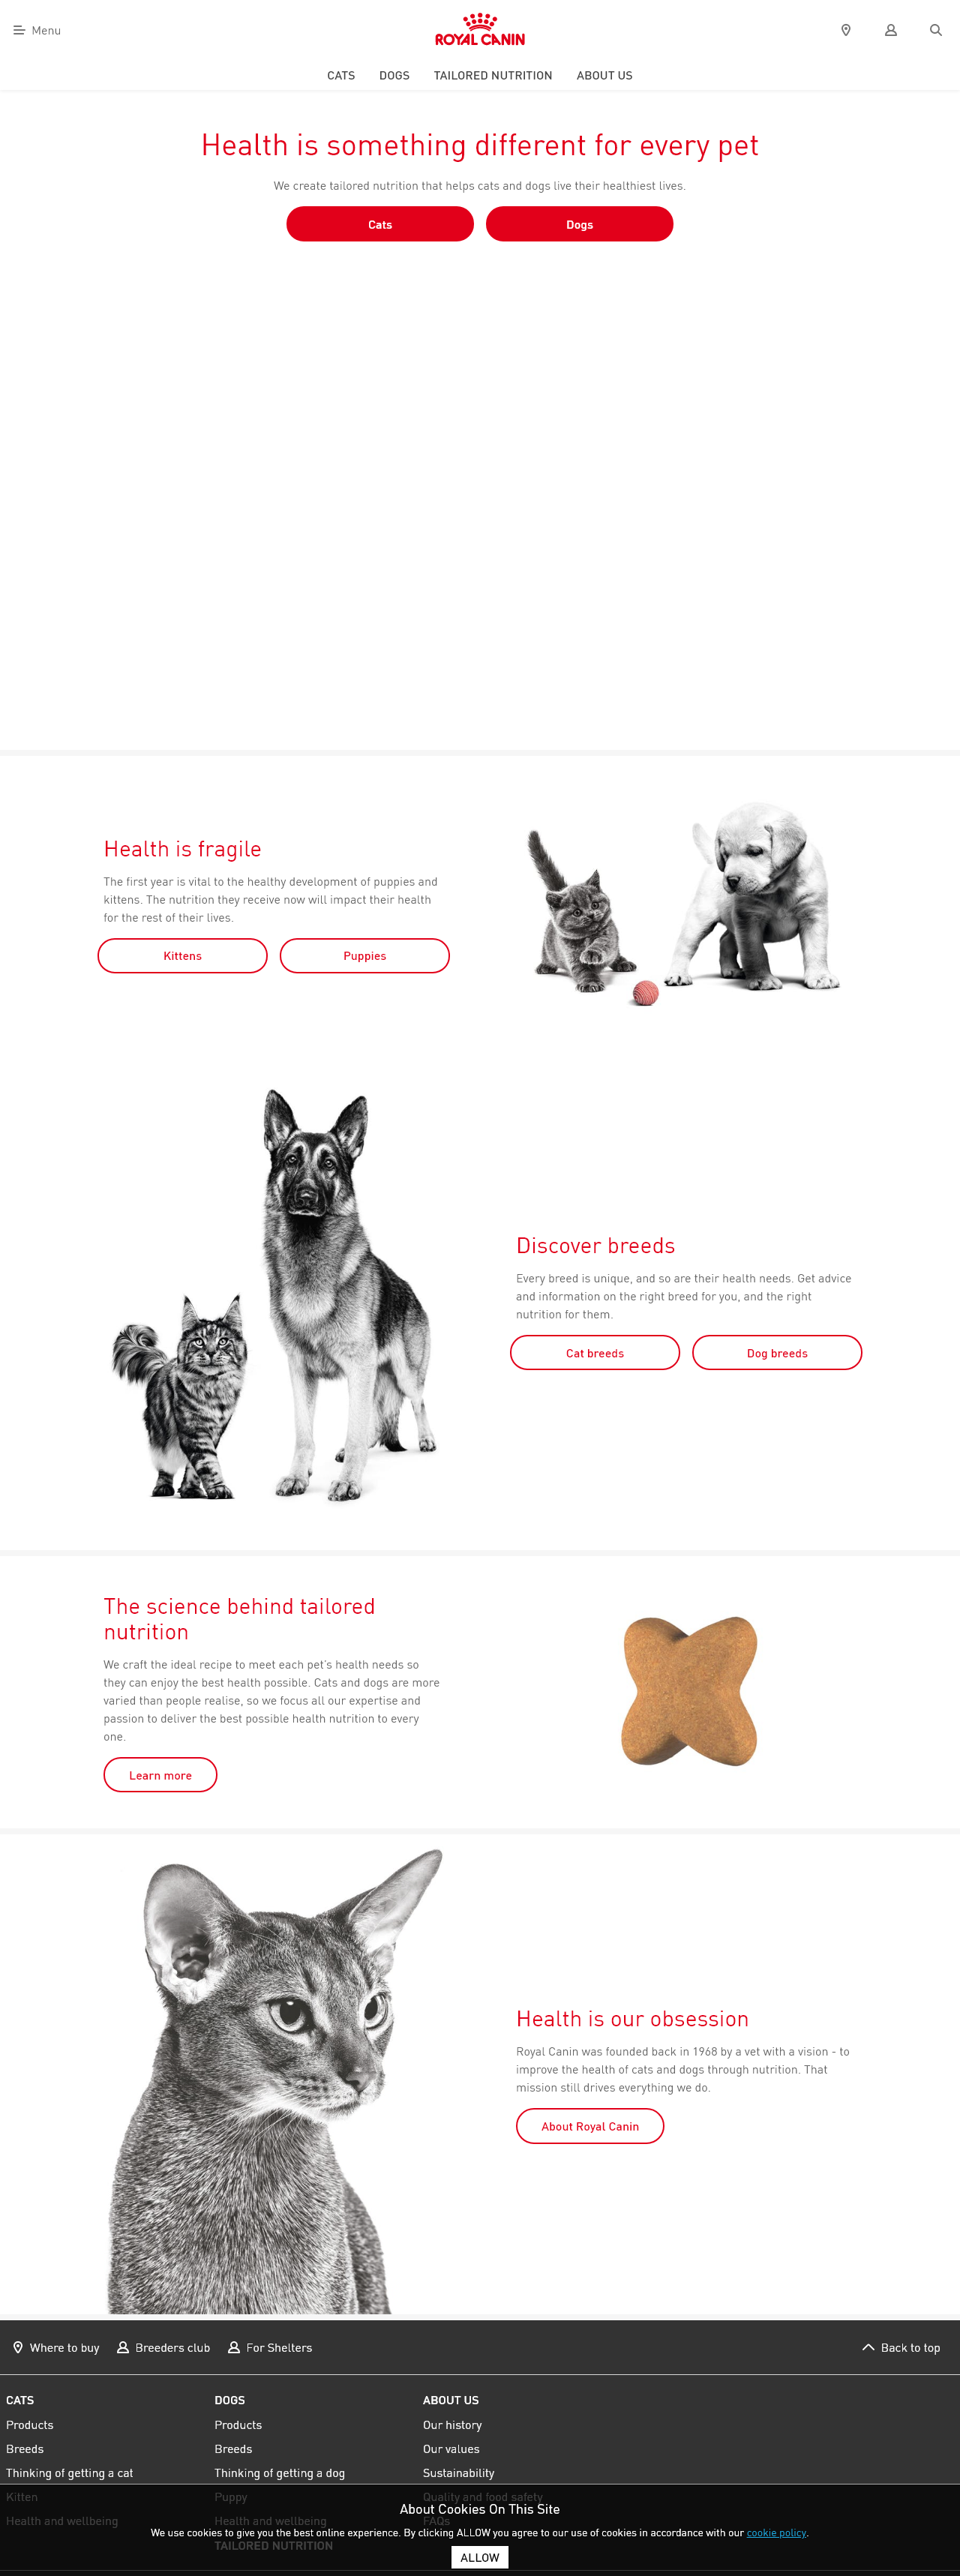 Menu
ROYAL CANIN
CATS DOGS TAILORED NUTRITION ABOUT US
Health is something different for every pet
We create tailored nutrition that helps cats and dogs live their healthiest lives.
Cats Dogs
Health is fragile
The first year is vital to the healthy development of puppies and
kittens. The nutrition they receive now will impact their health
for the rest of their lives.
Kittens Puppies
Discover breeds
Every breed is unique, and so are their health needs. Get advice
and information on the right breed for you, and the right
nutrition for them.
Cat breeds Dog breeds
The science behind tailored
nutrition
We craft the ideal recipe to meet each pet’s health needs so
they can enjoy the best health possible. Cats and dogs are more
varied than people realise, so we focus all our expertise and
passion to deliver the best possible health nutrition to every
one.
Learn more
Health is our obsession
Royal Canin was founded back in 1968 by a vet with a vision - to
improve the health of cats and dogs through nutrition. That
mission still drives everything we do.
About Royal Canin
Where to buy Breeders club For Shelters Back to top
CATS DOGS ABOUT US
Products Products Our history
Breeds Breeds Our values
Thinking of getting a cat Thinking of getting a dog Sustainability
Kitten Puppy Quality and food safety
About Cookies On This Site
Health and wellbeing Health and wellbeing FAQs
We use cookies to give you the best online experience. By clicking ALLOW you agree to our use of cookies in accordance with our cookie policy.
TAILORED NUTRITION
ALLOW